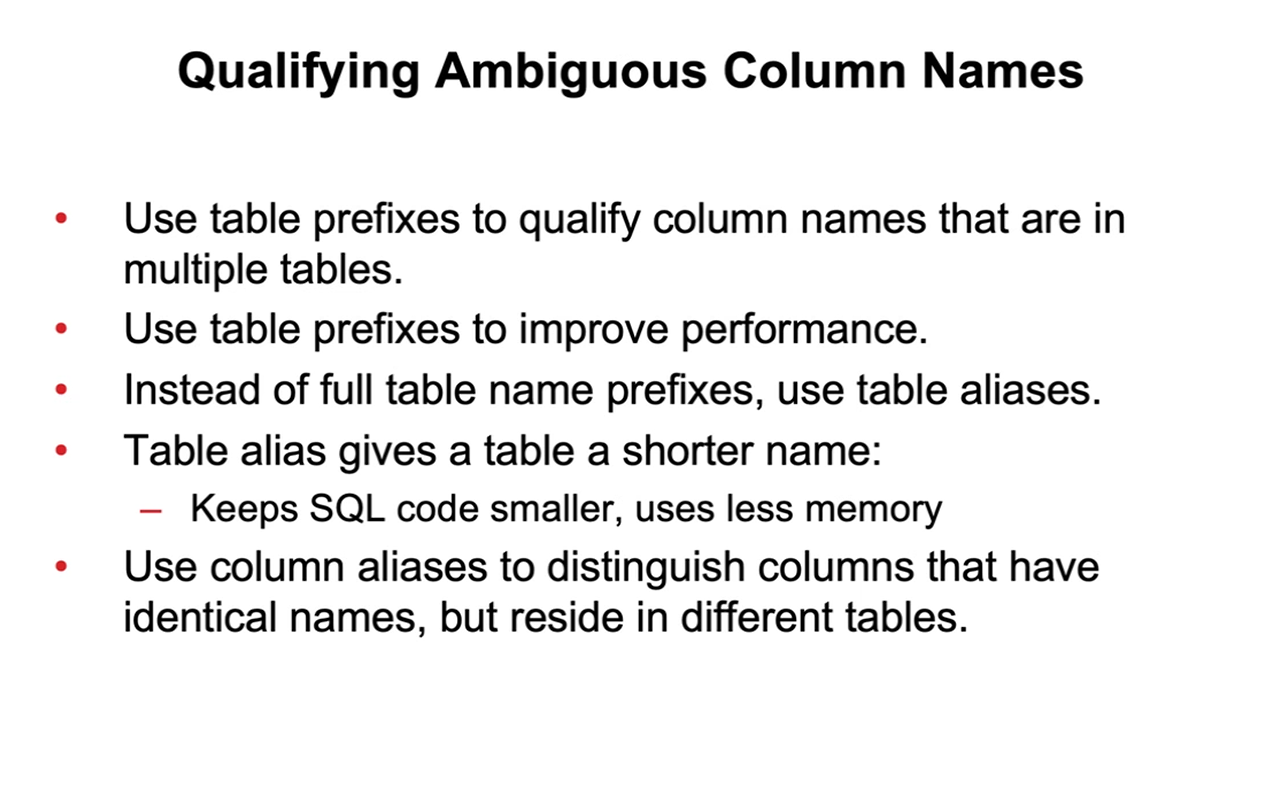 Qualifying Ambiguous Column Names
• Use table prefixes to qualify column names that are in
multiple tables.
• Use table prefixes to improve performance.
• Instead of full table name prefixes, use table aliases.
• Table alias gives a table a shorter name:
– Keeps SQL code smaller, uses less memory
• Use column aliases to distinguish columns that have
identical names, but reside in different tables.